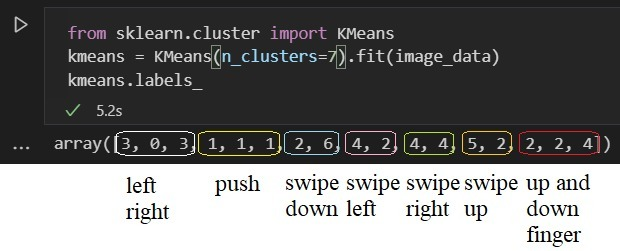 from sklearn.cluster import KMeans
kmeans = KMeans(n_clusters=7).fit(image_data)
kmeans.labels_
✓ 5.2s
... array([3, 0, 3, 1, 1, 1, 2, 6, 4, 2, 4, 4, 5, 2, 2, 2, 4])
left right
push
swipe down
swipe left
swipe right
swipe up
up and down finger